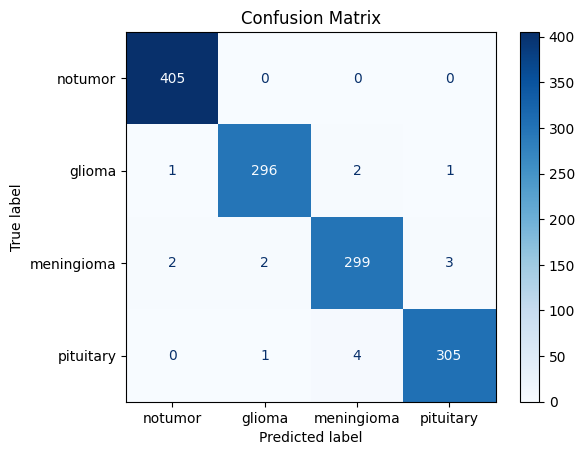 Confusion Matrix
True label
notumor 405 0 0 0
glioma 1 296 2 1
meningioma 2 2 299 3
pituitary 0 1 4 305
notumor glioma meningioma pituitary
Predicted label
400
350
300
250
200
150
100
50
0